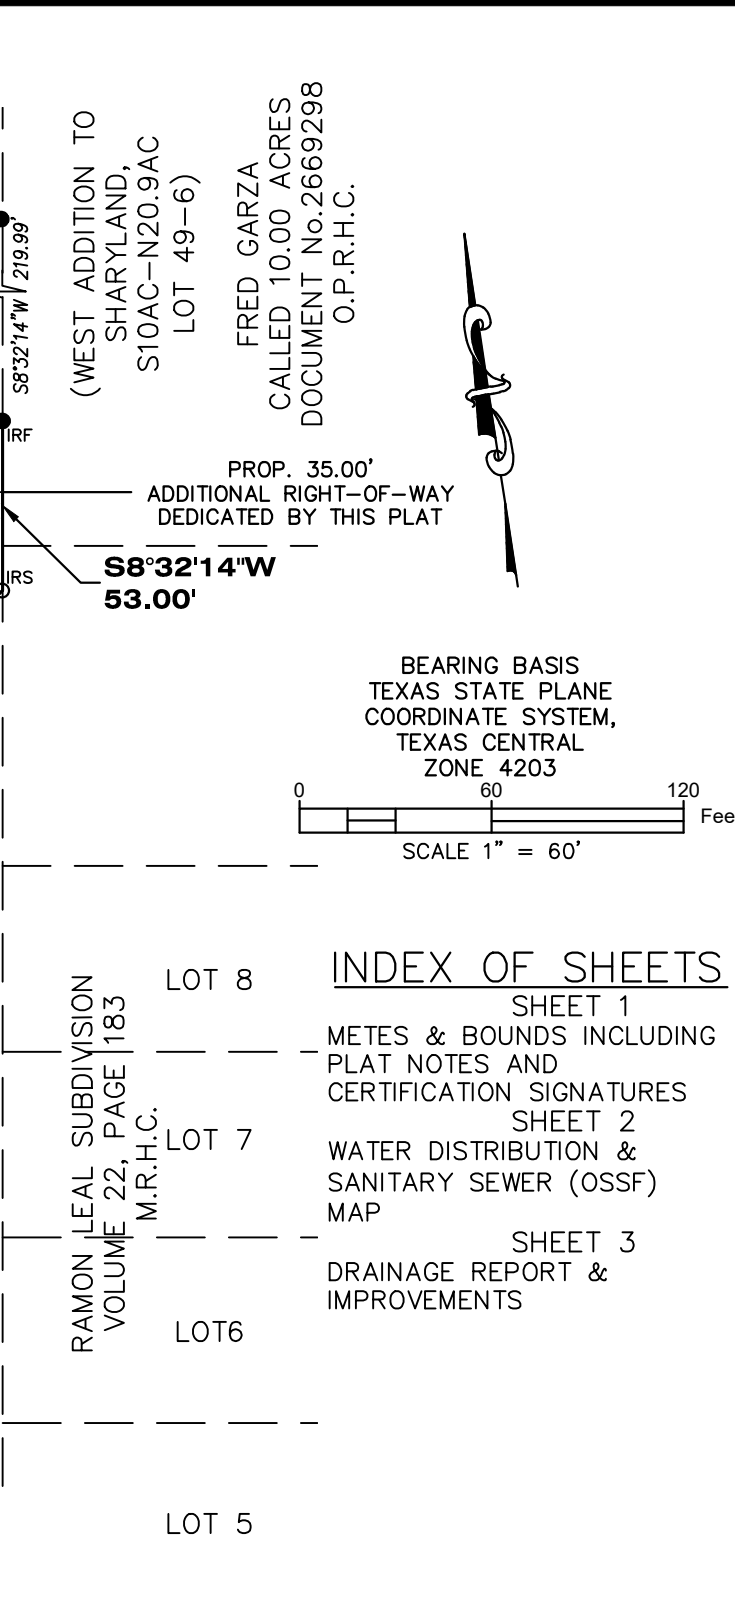 (WEST ADDITION TO
SHARYLAND,
S10AC-N20.9AC
LOT 49-6)
FRED GARZA
CALLED 10.00 ACRES
DOCUMENT No.2669298
O.P.R.H.C.
S8°32'14"W 219.99'
IRF
PROP. 35.00'
ADDITIONAL RIGHT-OF-WAY
DEDICATED BY THIS PLAT
S8°32'14"W
53.00'
IRS
BEARING BASIS
TEXAS STATE PLANE
COORDINATE SYSTEM,
TEXAS CENTRAL
ZONE 4203
0 60 120
Fee
SCALE 1" = 60'
LOT 8
RAMON LEAL SUBDIVISION
VOLUME 22, PAGE 183
M.R.H.C.
LOT 7
LOT6
LOT 5
INDEX OF SHEETS
SHEET 1
METES & BOUNDS INCLUDING
PLAT NOTES AND
CERTIFICATION SIGNATURES
SHEET 2
WATER DISTRIBUTION &
SANITARY SEWER (OSSF)
MAP
SHEET 3
DRAINAGE REPORT &
IMPROVEMENTS